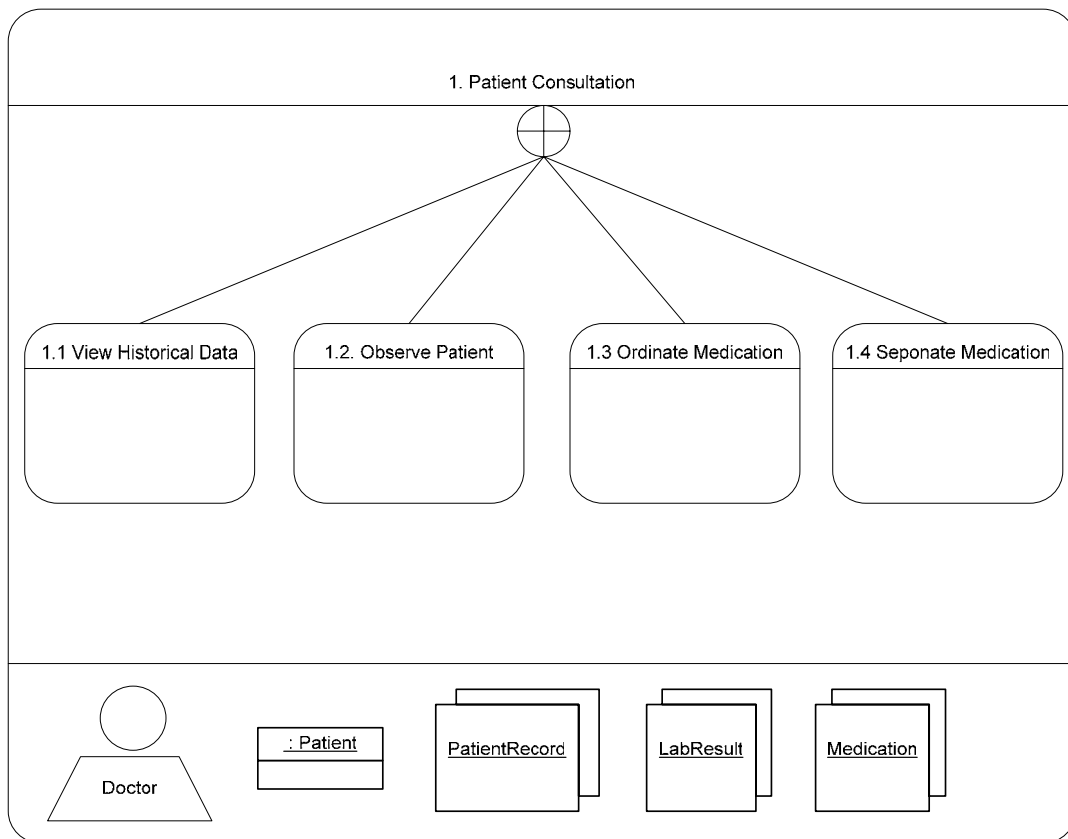 1. Patient Consultation
1.1 View Historical Data
1.2. Observe Patient
1.3 Ordinate Medication
1.4 Seponate Medication
Doctor
: Patient
PatientRecord
LabResult
Medication